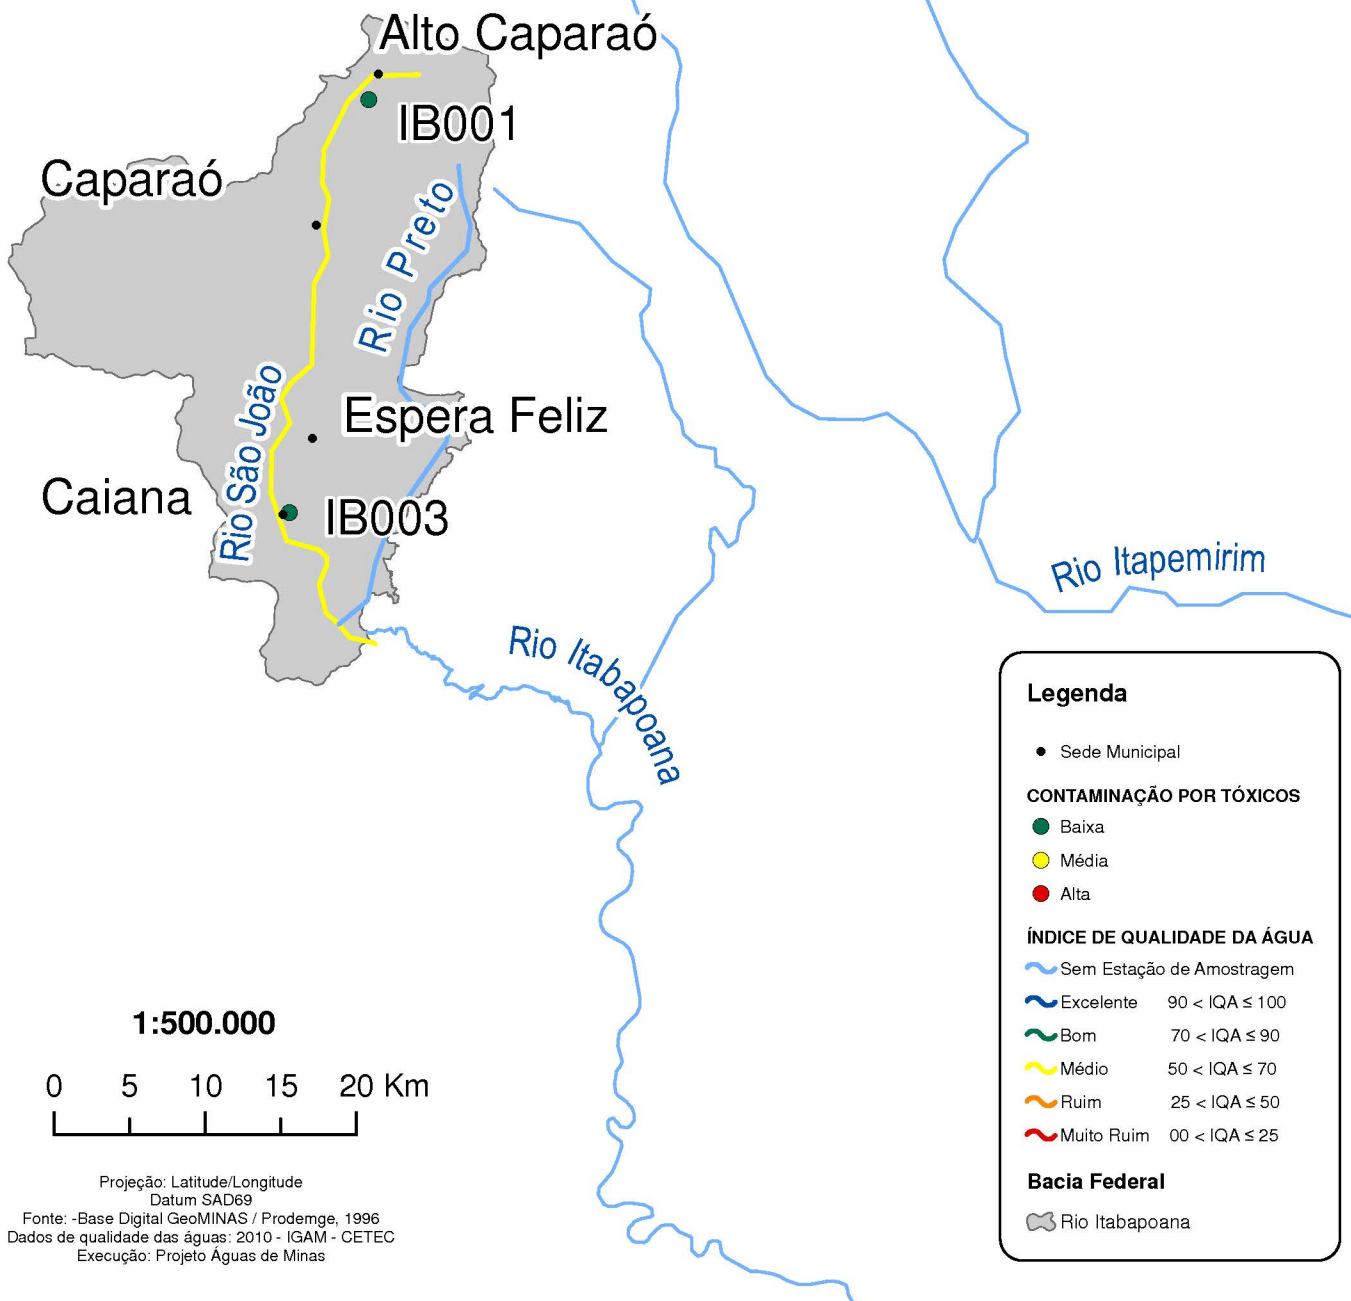 Alto Caparaó
IB001
Caparaó
Rio Preto
Rio São João
Espera Feliz
Caiana
IB003
Rio Itapemirim
Rio Itabapoana
Legenda
Sede Municipal
CONTAMINAÇÃO POR TÓXICOS
Baixa
Média
Alta
ÍNDICE DE QUALIDADE DA ÁGUA
Sem Estação de Amostragem
Excelente 90 < IQA ≤ 100
Bom 70 < IQA ≤ 90
Médio 50 < IQA ≤ 70
Ruim 25 < IQA ≤ 50
Muito Ruim 00 < IQA ≤ 25
Bacia Federal
Rio Itabapoana
1:500.000
0 5 10 15 20 Km
Projeção: Latitude/Longitude
Datum SAD69
Fonte: -Base Digital GeoMINAS / Prodemge, 1996
Dados de qualidade das águas: 2010 - IGAM - CETEC
Execução: Projeto Águas de Minas